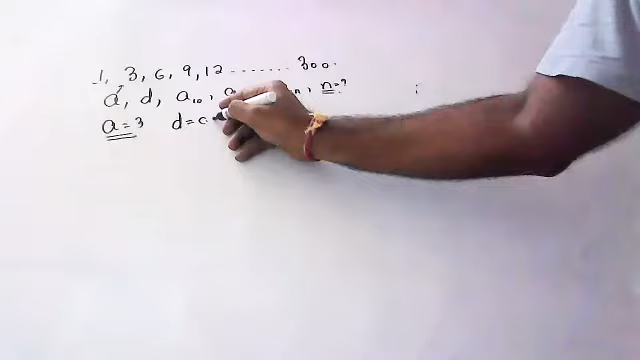 1, 3, 6, 9, 12 ........ 300.
a, d, a₁₀, a n, n = ?
a = 3 d = a